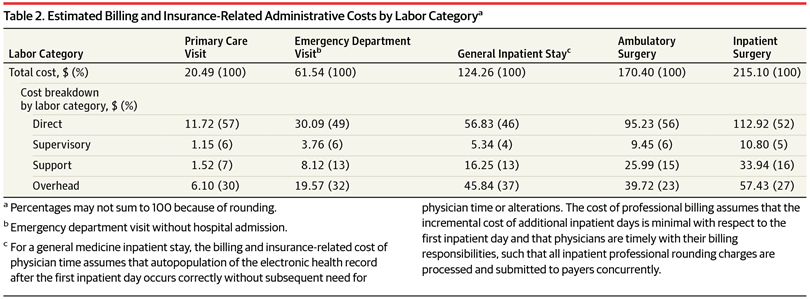 Table 2. Estimated Billing and Insurance-Related Administrative Costs by Labor Categoryᵃ
Labor Category Primary Care Visit Emergency Department Visitᵇ General Inpatient Stayᶜ Ambulatory Surgery Inpatient Surgery
Total cost, $ (%) 20.49 (100) 61.54 (100) 124.26 (100) 170.40 (100) 215.10 (100)
Cost breakdown
by labor category, $ (%)
Direct 11.72 (57) 30.09 (49) 56.83 (46) 95.23 (56) 112.92 (52)
Supervisory 1.15 (6) 3.76 (6) 5.34 (4) 9.45 (6) 10.80 (5)
Support 1.52 (7) 8.12 (13) 16.25 (13) 25.99 (15) 33.94 (16)
Overhead 6.10 (30) 19.57 (32) 45.84 (37) 39.72 (23) 57.43 (27)
ᵃ Percentages may not sum to 100 because of rounding.
ᵇ Emergency department visit without hospital admission.
ᶜ For a general medicine inpatient stay, the billing and insurance-related cost of
physician time assumes that autopopulation of the electronic health record
after the first inpatient day occurs correctly without subsequent need for
physician time or alterations. The cost of professional billing assumes that the
incremental cost of additional inpatient days is minimal with respect to the
first inpatient day and that physicians are timely with their billing
responsibilities, such that all inpatient professional rounding charges are
processed and submitted to payers concurrently.